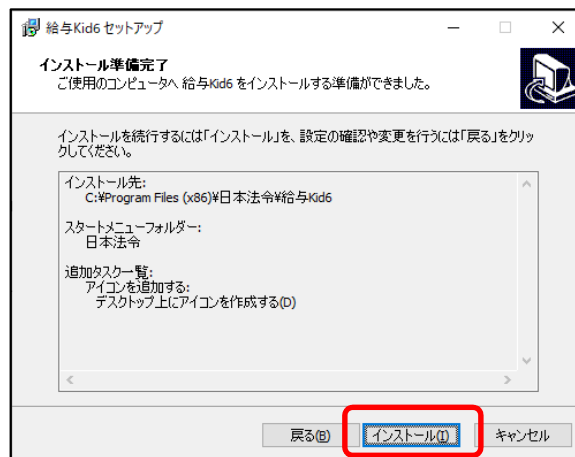 給与Kid6 セットアップ
インストール準備完了
ご使用のコンピュータへ 給与Kid6 をインストールする準備ができました。
インストールを続行するには「インストール」を、設定の確認や変更を行うには「戻る」をクリッ
クしてください。
インストール先:
C:¥Program Files (x86)¥日本法令¥給与Kid6
スタートメニューフォルダー:
日本法令
追加タスク一覧:
アイコンを追加する:
デスクトップ上にアイコンを作成する(D)
戻る(B) インストール(I) キャンセル